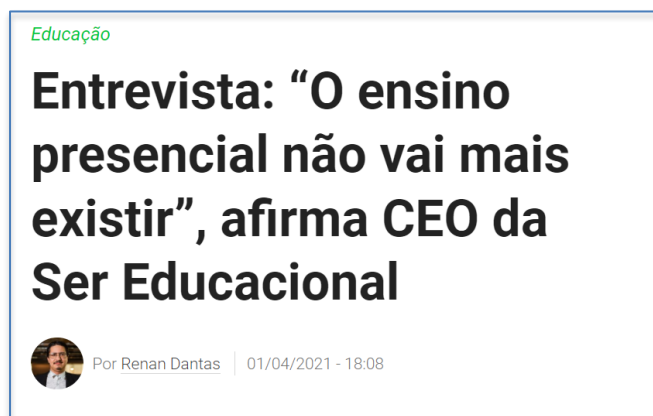 Educação
Entrevista: “O ensino
presencial não vai mais
existir”, afirma CEO da
Ser Educacional
Por Renan Dantas 01/04/2021 - 18:08